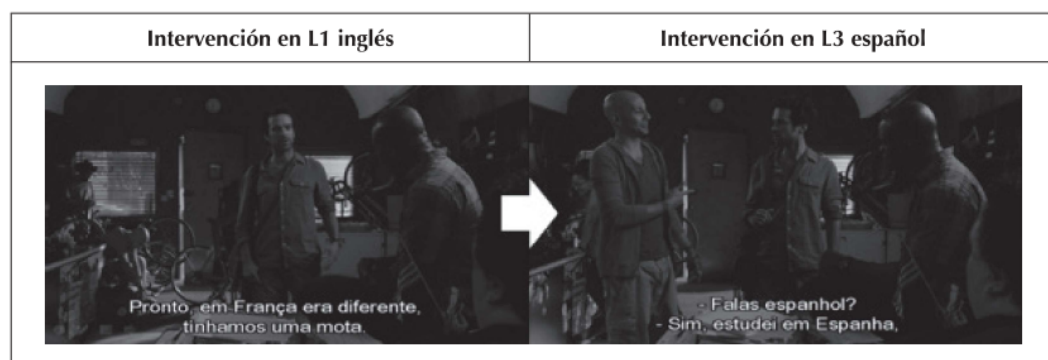 Intervención en L1 inglés
Intervención en L3 español
Pronto, em França era diferente,
tínhamos uma mota.
- Falas espanhol?
- Sim, estudei em Espanha,